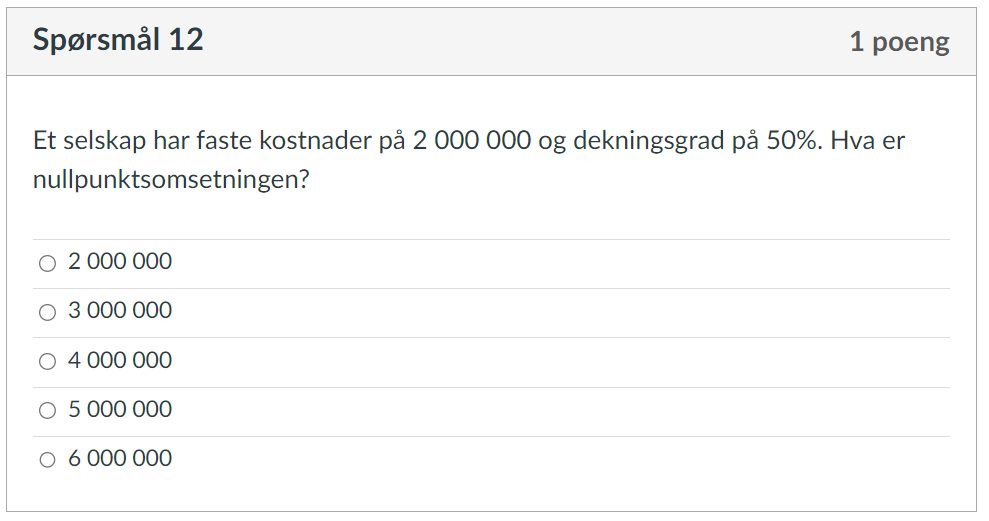 Spørsmål 12
1 poeng
Et selskap har faste kostnader på 2 000 000 og dekningsgrad på 50%. Hva er
nullpunktsomsetningen?
2 000 000
3 000 000
4 000 000
5 000 000
6 000 000